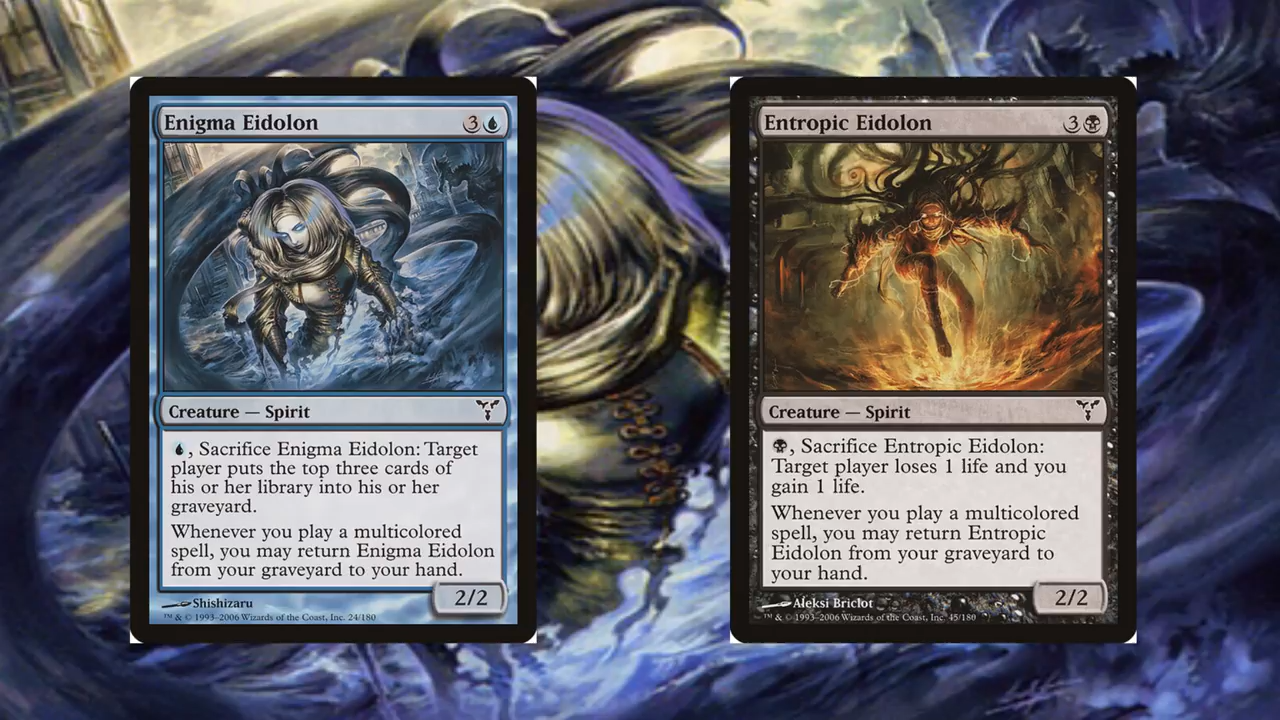 Enigma Eidolon 3
Creature — Spirit
, Sacrifice Enigma Eidolon: Target
player puts the top three cards of
his or her library into his or her
graveyard.
Whenever you play a multicolored
spell, you may return Enigma Eidolon
from your graveyard to your hand.
2/2
Shishizaru
™ & © 1993–2006 Wizards of the Coast, Inc. 24/180
Entropic Eidolon 3
Creature — Spirit
, Sacrifice Entropic Eidolon:
Target player loses 1 life and you
gain 1 life.
Whenever you play a multicolored
spell, you may return Entropic
Eidolon from your graveyard to
your hand.
2/2
Aleksi Briclot
™ & © 1993–2006 Wizards of the Coast, Inc. 45/180